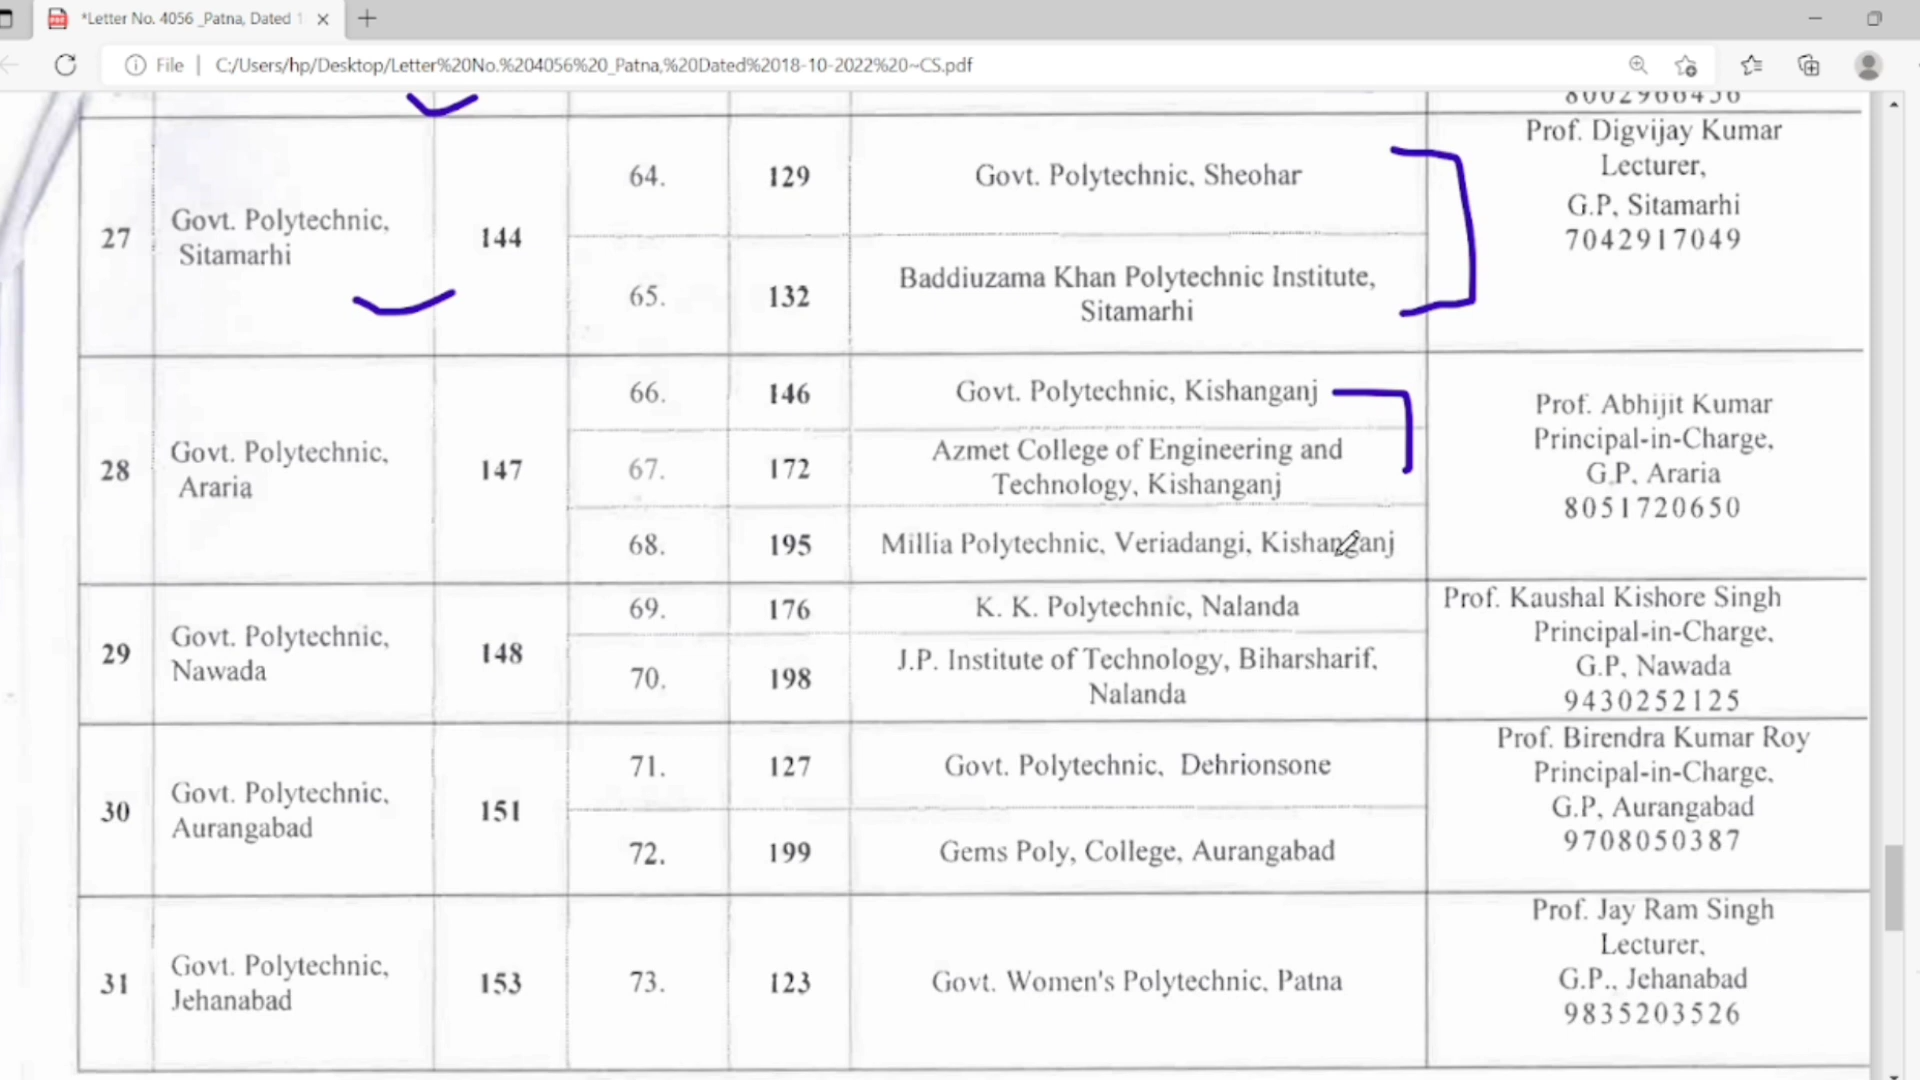 *Letter No. 4056 _Patna, Dated 1
File | C:/Users/hp/Desktop/Letter%20No.%204056%20_Patna,%20Dated%2018-10-2022%20~CS.pdf
27
Govt. Polytechnic,
Sitamarhi
144
64.
129
Govt. Polytechnic, Sheohar
65.
132
Baddiuzama Khan Polytechnic Institute,
Sitamarhi
Prof. Digvijay Kumar
Lecturer,
G.P, Sitamarhi
7042917049
28
Govt. Polytechnic,
Araria
147
66.
146
Govt. Polytechnic, Kishanganj
67.
172
Azmet College of Engineering and
Technology, Kishanganj
68.
195
Millia Polytechnic, Veriadangi, Kishanganj
Prof. Abhijit Kumar
Principal-in-Charge,
G.P, Araria
8051720650
29
Govt. Polytechnic,
Nawada
148
69.
176
K. K. Polytechnic, Nalanda
70.
198
J.P. Institute of Technology, Biharsharif,
Nalanda
Prof. Kaushal Kishore Singh
Principal-in-Charge,
G.P, Nawada
9430252125
30
Govt. Polytechnic,
Aurangabad
151
71.
127
Govt. Polytechnic, Dehrionsone
72.
199
Gems Poly, College, Aurangabad
Prof. Birendra Kumar Roy
Principal-in-Charge,
G.P, Aurangabad
9708050387
31
Govt. Polytechnic,
Jehanabad
153
73.
123
Govt. Women's Polytechnic, Patna
Prof. Jay Ram Singh
Lecturer,
G.P., Jehanabad
9835203526